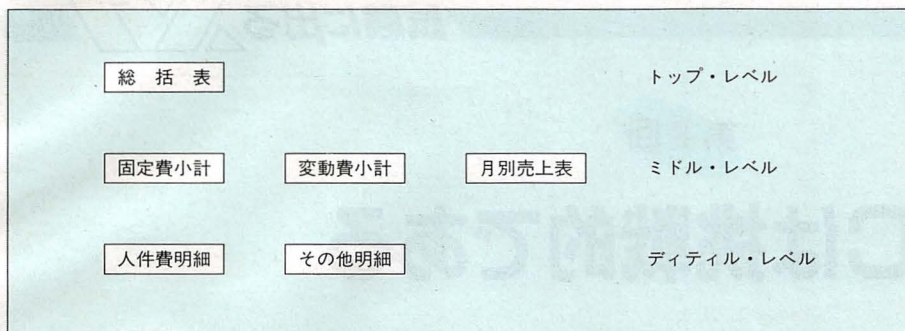 総 括 表 トップ・レベル
固定費小計 変動費小計 月別売上表 ミドル・レベル
人件費明細 その他明細 ディティル・レベル